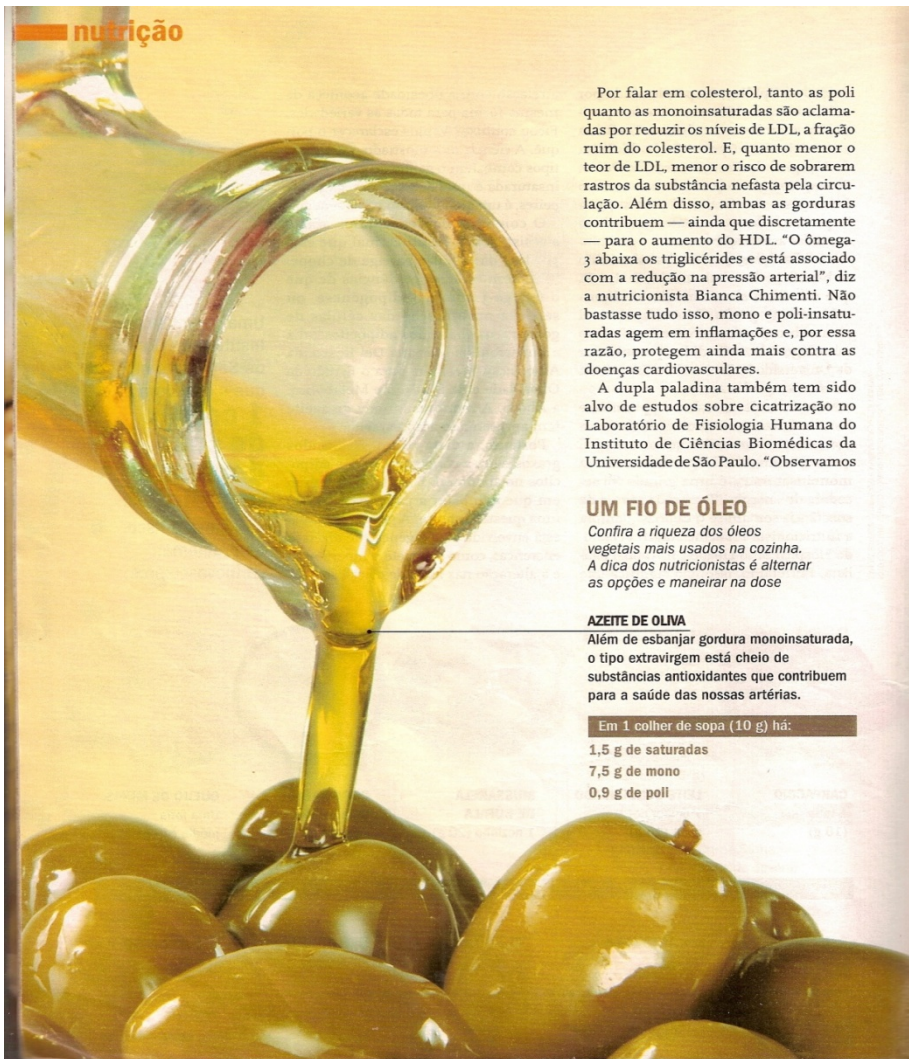 nutrição
Por falar em colesterol, tanto as poli
quanto as monoinsaturadas são aclama-
das por reduzir os níveis de LDL, a fração
ruim do colesterol. E, quanto menor o
teor de LDL, menor o risco de sobrarem
rastros da substância nefasta pela circu-
lação. Além disso, ambas as gorduras
contribuem — ainda que discretamente
— para o aumento do HDL. “O ômega-
3 abaixa os triglicérides e está associado
com a redução na pressão arterial”, diz
a nutricionista Bianca Chimenti. Não
bastasse tudo isso, mono e poli-insatu-
radas agem em inflamações e, por essa
razão, protegem ainda mais contra as
doenças cardiovasculares.
A dupla paladina também tem sido
alvo de estudos sobre cicatrização no
Laboratório de Fisiologia Humana do
Instituto de Ciências Biomédicas da
Universidade de São Paulo. “Observamos
UM FIO DE ÓLEO
Confira a riqueza dos óleos
vegetais mais usados na cozinha.
A dica dos nutricionistas é alternar
as opções e maneirar na dose
AZEITE DE OLIVA
Além de esbanjar gordura monoinsaturada,
o tipo extravirgem está cheio de
substâncias antioxidantes que contribuem
para a saúde das nossas artérias.
Em 1 colher de sopa (10 g) há:
1,5 g de saturadas
7,5 g de mono
0,9 g de poli